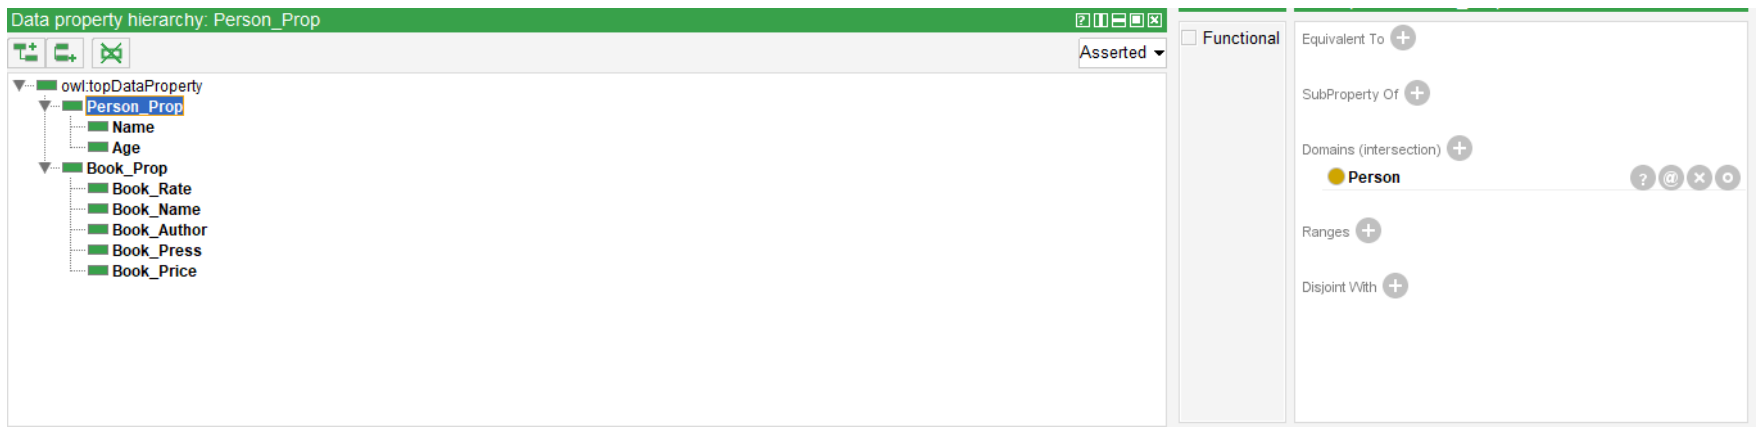 Data property hierarchy: Person_Prop
Asserted
owl:topDataProperty
Person_Prop
Name
Age
Book_Prop
Book_Rate
Book_Name
Book_Author
Book_Press
Book_Price
Functional
Equivalent To
SubProperty Of
Domains (intersection)
Person
Ranges
Disjoint With